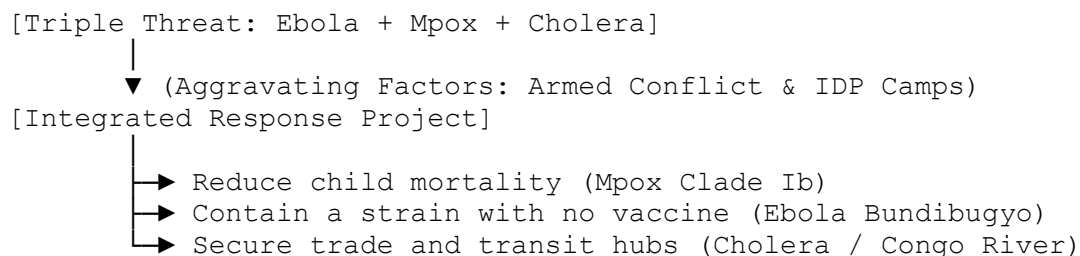 [Triple Threat: Ebola + Mpox + Cholera]
│
▼ (Aggravating Factors: Armed Conflict & IDP Camps)
[Integrated Response Project]
│
├─► Reduce child mortality (Mpox Clade Ib)
├─► Contain a strain with no vaccine (Ebola Bundibugyo)
└─► Secure trade and transit hubs (Cholera / Congo River)